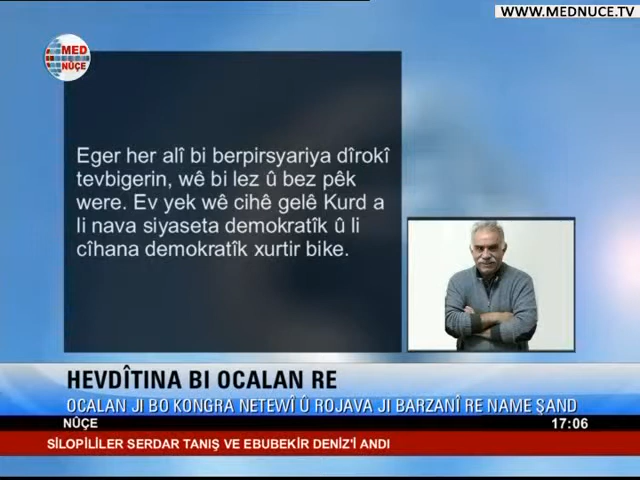 WWW.MEDNUCE.TV
MED
NÛÇE
Eger her alî bi berpirsyariya dîrokî
tevbigerin, wê bi lez û bez pêk
were. Ev yek wê cihê gelê Kurd a
li nava siyaseta demokratîk û li
cîhana demokratîk xurtir bike.
HEVDÎTINA BI OCALAN RE
OCALAN JI BO KONGRA NETEWÎ Û ROJAVA JI BARZANÎ RE NAME ŞAND
NÛÇE
17:06
SİLOPİLİLER SERDAR TANIŞ VE EBUBEKIR DENİZ'İ ANDI